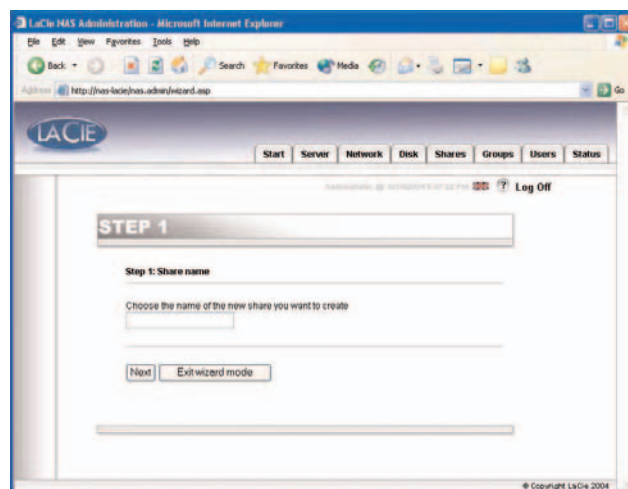 LaCie NAS Administration - Microsoft Internet Explorer
File Edit View Favorites Tools Help
Back Search Favorites Media
Address http://nas-lacie/nas.admin/wizard.asp Go
LACIE
Start Server Network Disk Shares Groups Users Status
? Log Off
STEP 1
Step 1: Share name
Choose the name of the new share you want to create
Next Exit wizard mode
© Copyright LaCie 2004